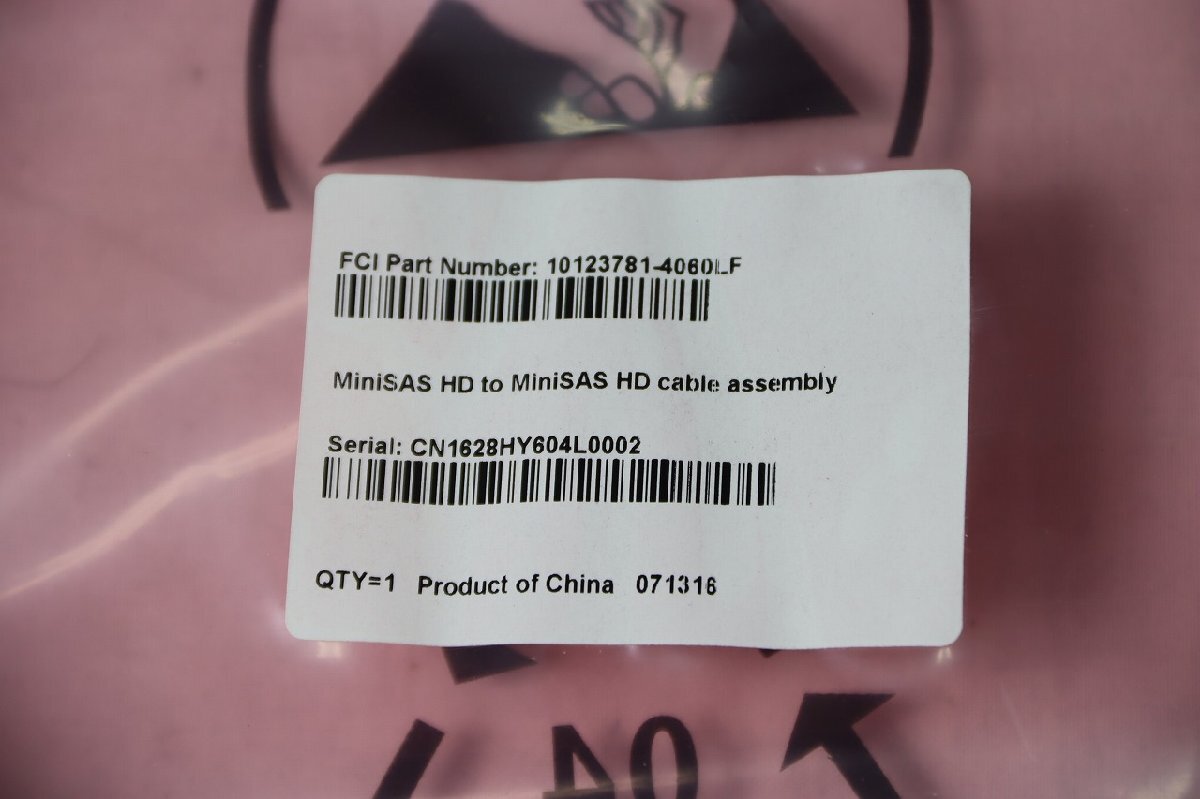 FCI Part Number: 10123781-4060LF
MiniSAS HD to MiniSAS HD cable assembly
Serial: CN1628HY604L0002
QTY=1 Product of China 071316
04